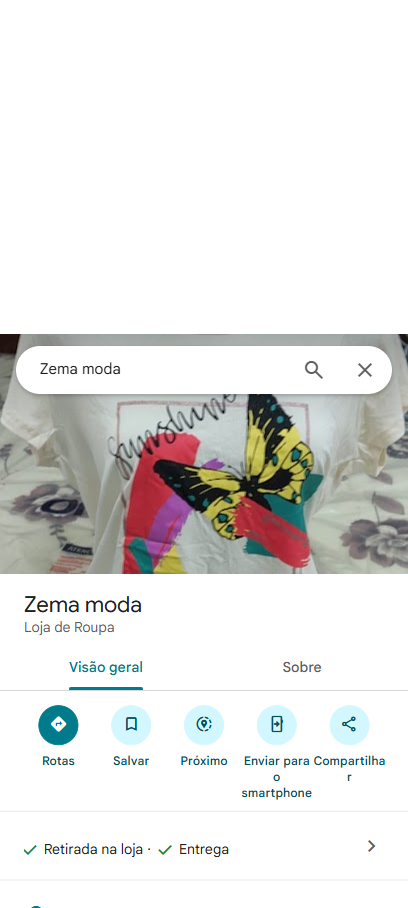 Zema moda
sunshine
Zema moda
Loja de Roupa
Visão geral Sobre
Rotas Salvar Próximo Enviar para o smartphone Compartilhar
Retirada na loja · Entrega